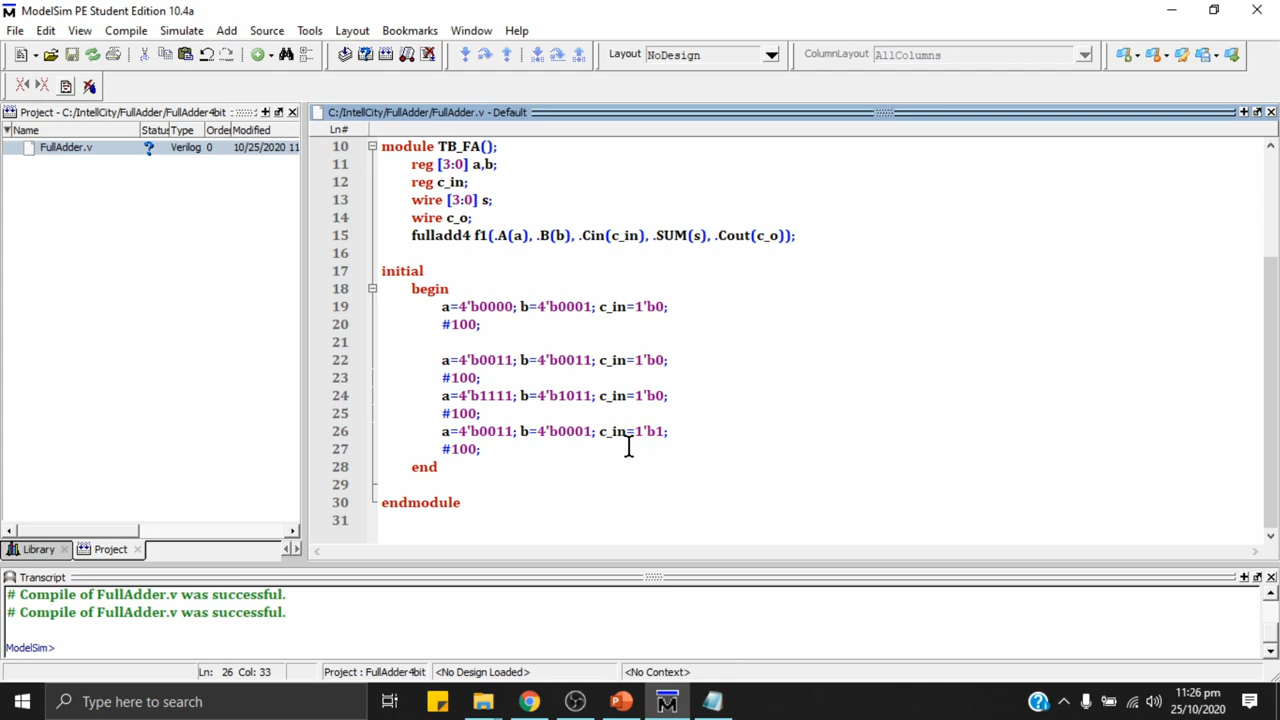 ModelSim PE Student Edition 10.4a
File Edit View Compile Simulate Add Source Tools Layout Bookmarks Window Help
Layout NoDesign ColumnLayout AllColumns
Project - C:/IntellCity/FullAdder/FullAdder4bit
Name Status Type Order Modified
FullAdder.v ? Verilog 0 10/25/2020 11
C:/IntellCity/FullAdder/FullAdder.v - Default
Ln#
10 module TB_FA();
11 reg [3:0] a,b;
12 reg c_in;
13 wire [3:0] s;
14 wire c_o;
15 fulladd4 f1(.A(a), .B(b), .Cin(c_in), .SUM(s), .Cout(c_o));
16
17 initial
18 begin
19 a=4'b0000; b=4'b0001; c_in=1'b0;
20 #100;
21
22 a=4'b0011; b=4'b0011; c_in=1'b0;
23 #100;
24 a=4'b1111; b=4'b1011; c_in=1'b0;
25 #100;
26 a=4'b0011; b=4'b0001; c_in=1'b1;
27 #100;
28 end
29
30 endmodule
31
Library Project
Transcript
# Compile of FullAdder.v was successful.
# Compile of FullAdder.v was successful.
ModelSim>
Ln: 26 Col: 33 Project : FullAdder4bit <No Design Loaded> <No Context>
Type here to search
11:26 pm
25/10/2020